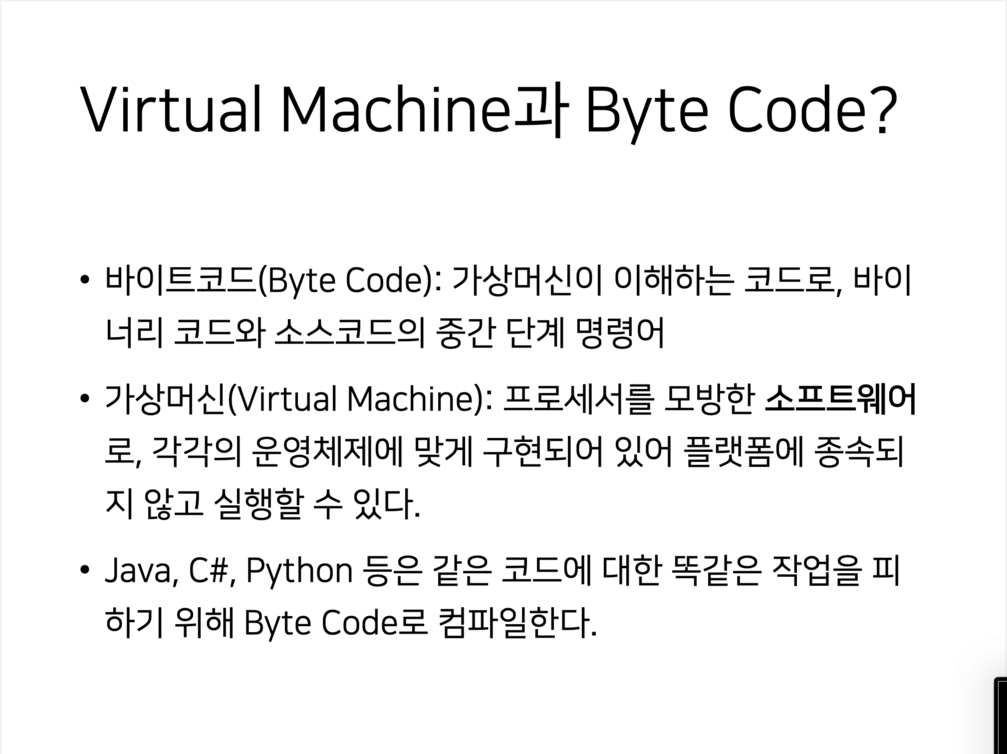 Virtual Machine과 Byte Code?
• 바이트코드(Byte Code): 가상머신이 이해하는 코드로, 바이
너리 코드와 소스코드의 중간 단계 명령어
• 가상머신(Virtual Machine): 프로세서를 모방한 소프트웨어
로, 각각의 운영체제에 맞게 구현되어 있어 플랫폼에 종속되
지 않고 실행할 수 있다.
• Java, C#, Python 등은 같은 코드에 대한 똑같은 작업을 피
하기 위해 Byte Code로 컴파일한다.